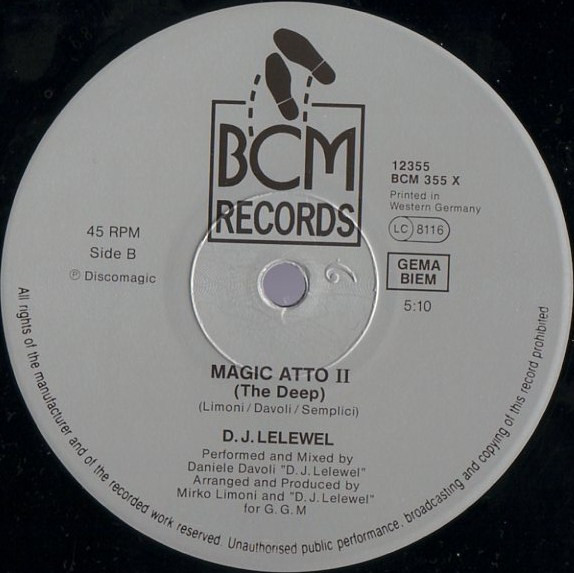 BCM
RECORDS
12355
BCM 355 X
Printed in
Western Germany
LC 8116
GEMA
BIEM
5:10
45 RPM
Side B
℗ Discomagic
MAGIC ATTO II
(The Deep)
(Limoni/Davoli/Semplici)
D.J. LELEWEL
Performed and Mixed by
Daniele Davoli "D.J. Lelewel"
Arranged and Produced by
Mirko Limoni and "D.J. Lelewel"
for G.G.M
All rights of the manufacturer and of the recorded work reserved. Unauthorised public performance, broadcasting and copying of this record prohibited